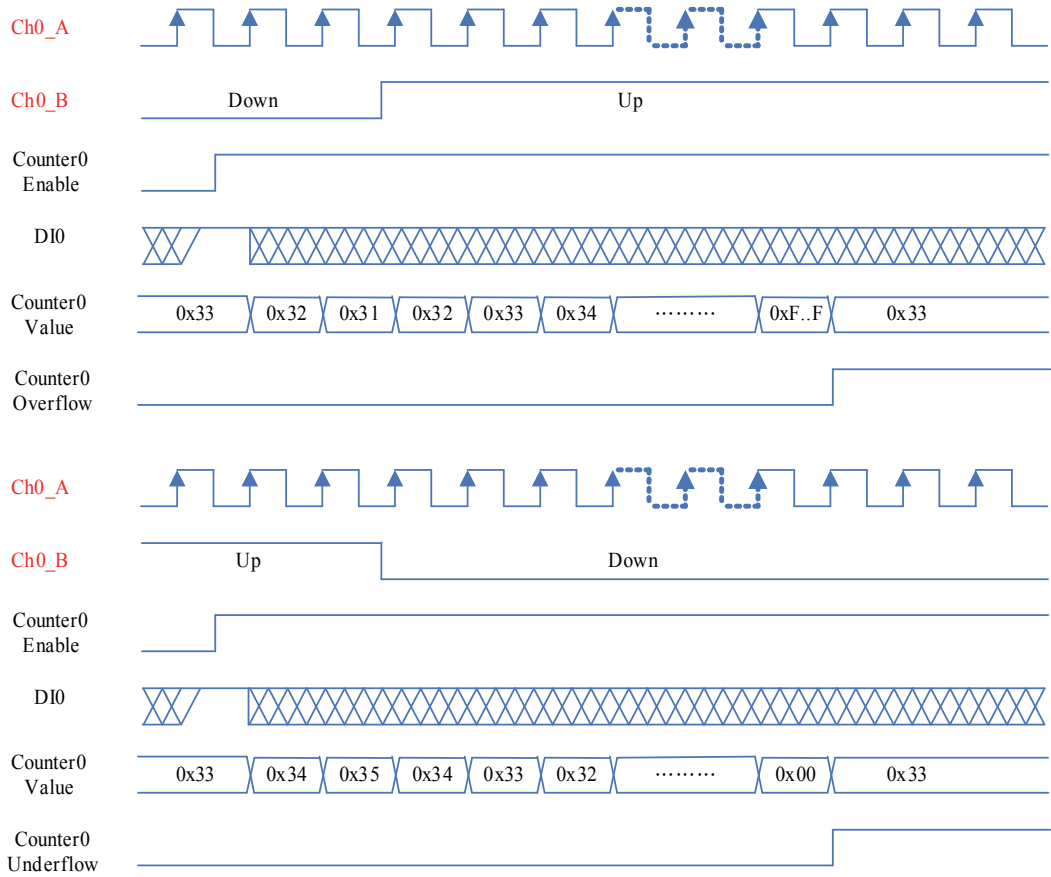 Ch0_A
Ch0_B
Down
Up
Counter0
Enable
DI0
Counter0
Value
0x33
0x32
0x31
0x32
0x33
0x34
………
0xF..F
0x33
Counter0
Overflow
Ch0_A
Ch0_B
Up
Down
Counter0
Enable
DI0
Counter0
Value
0x33
0x34
0x35
0x34
0x33
0x32
………
0x00
0x33
Counter0
Underflow